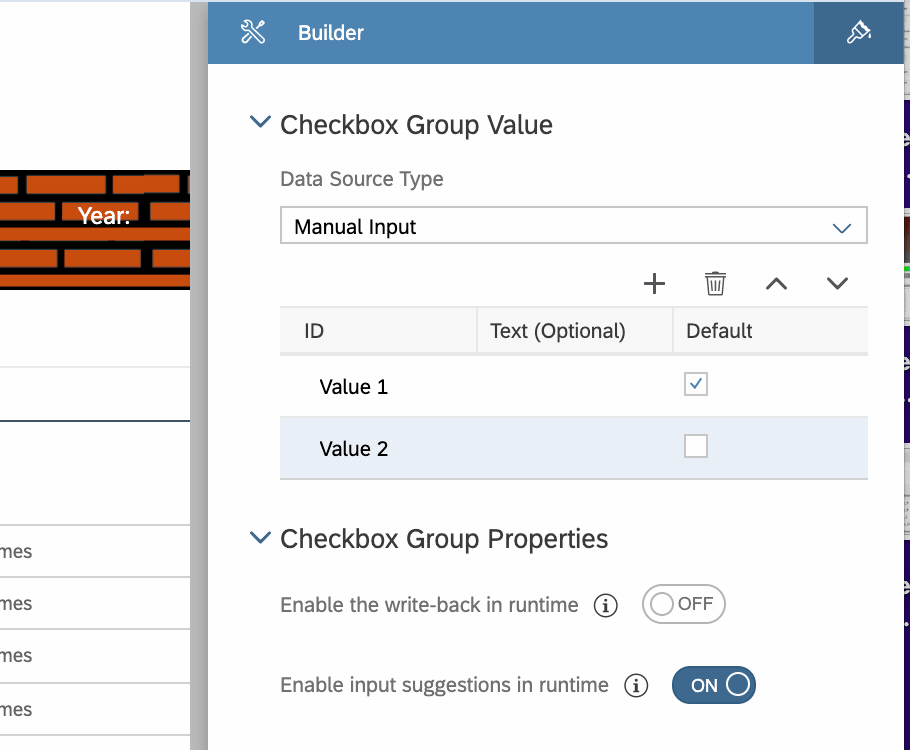 Builder
Checkbox Group Value
Data Source Type
Year:
Manual Input
ID Text (Optional) Default
Value 1
Value 2
Checkbox Group Properties
mes
Enable the write-back in runtime OFF
mes
mes
Enable input suggestions in runtime ON
mes